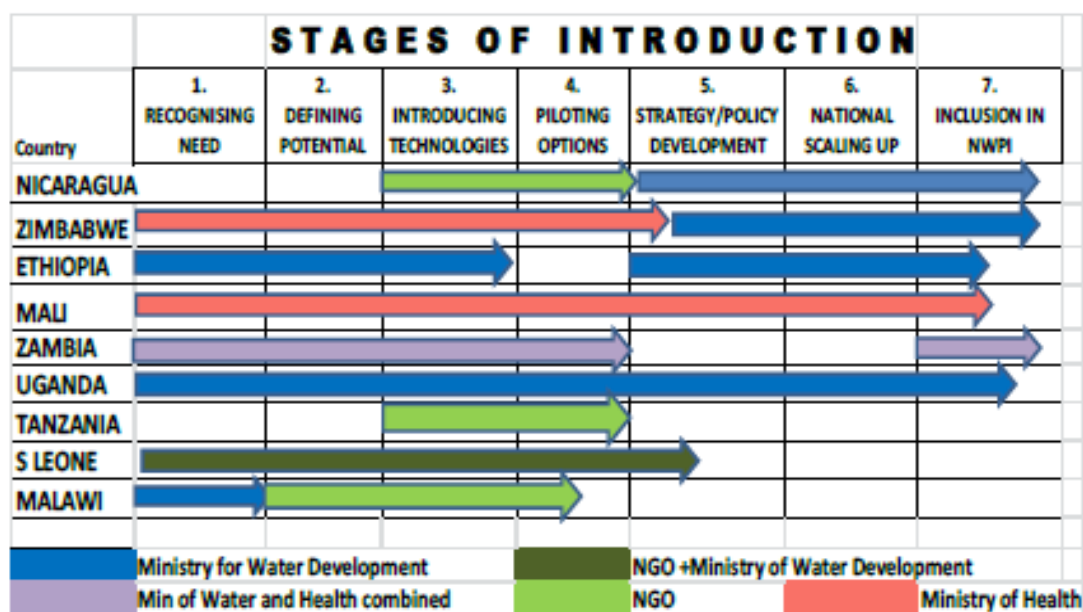 STAGES OF INTRODUCTION
Country
1.
RECOGNISING
NEED
2.
DEFINING
POTENTIAL
3.
INTRODUCING
TECHNOLOGIES
4.
PILOTING
OPTIONS
5.
STRATEGY/POLICY
DEVELOPMENT
6.
NATIONAL
SCALING UP
7.
INCLUSION IN
NWPI
NICARAGUA
ZIMBABWE
ETHIOPIA
MALI
ZAMBIA
UGANDA
TANZANIA
S LEONE
MALAWI
Ministry for Water Development
NGO +Ministry of Water Development
Min of Water and Health combined
NGO
Ministry of Health